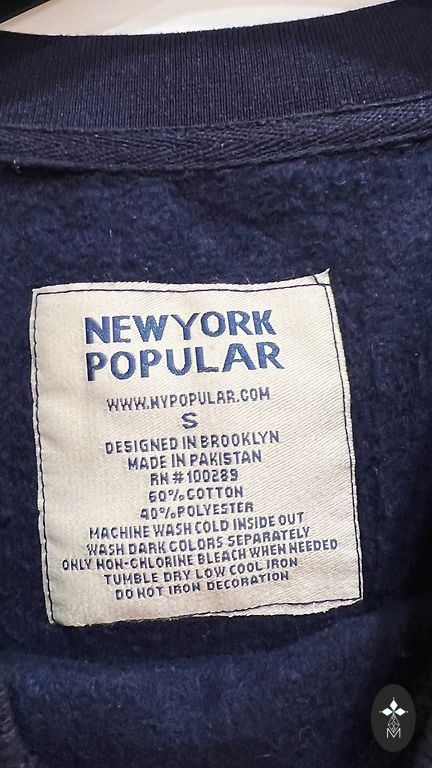 NEW YORK
POPULAR
WWW.NYPOPULAR.COM
S
DESIGNED IN BROOKLYN
MADE IN PAKISTAN
RN#100289
60% COTTON
40% POLYESTER
MACHINE WASH COLD INSIDE OUT
WASH DARK COLORS SEPARATELY
ONLY NON-CHLORINE BLEACH WHEN NEEDED
TUMBLE DRY LOW COOL IRON
DO NOT IRON DECORATION
M